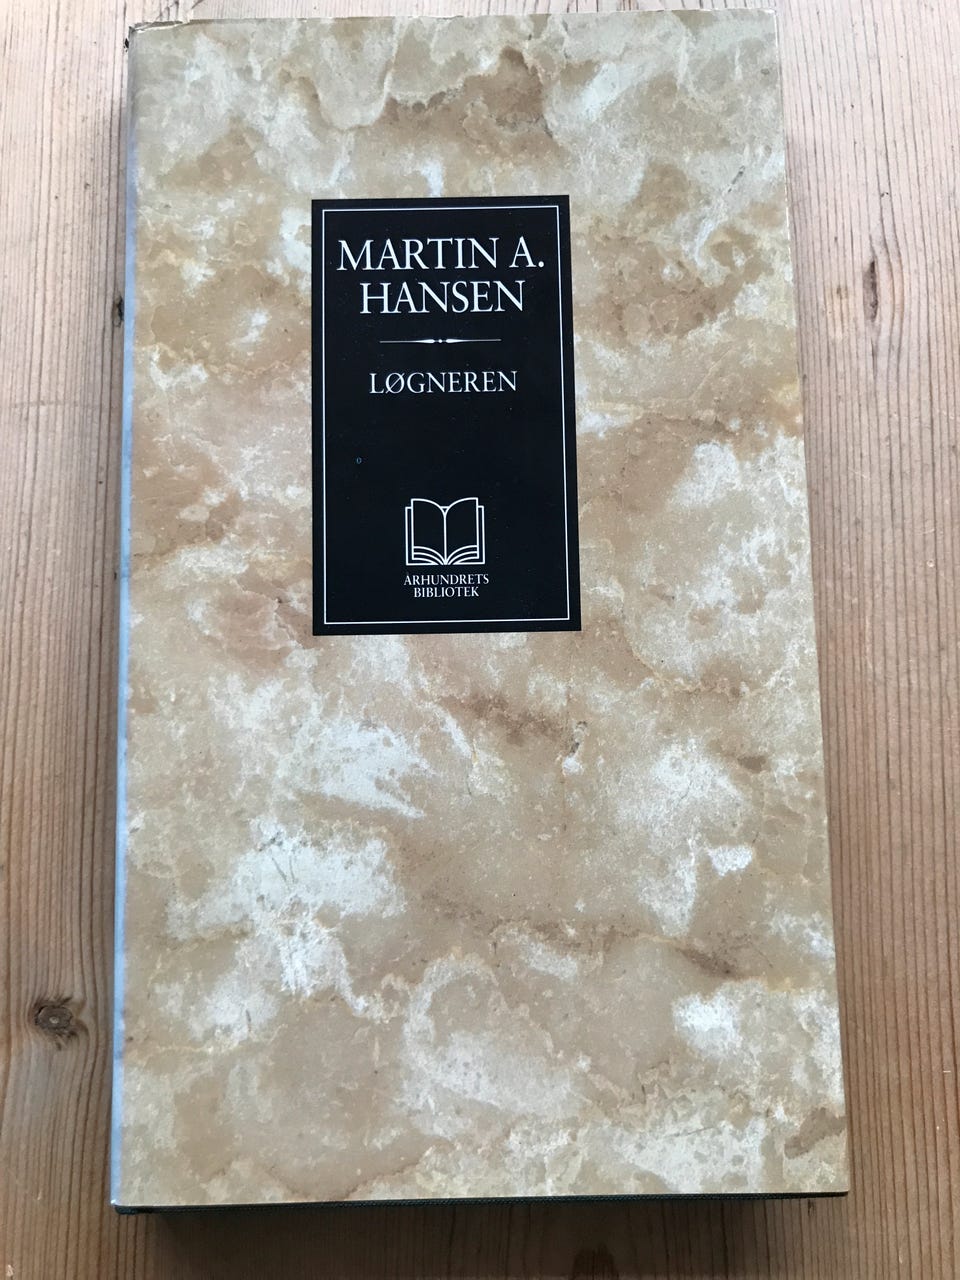 MARTIN A.
HANSEN
LØGNEREN
ÅRHUNDRETS
BIBLIOTEK